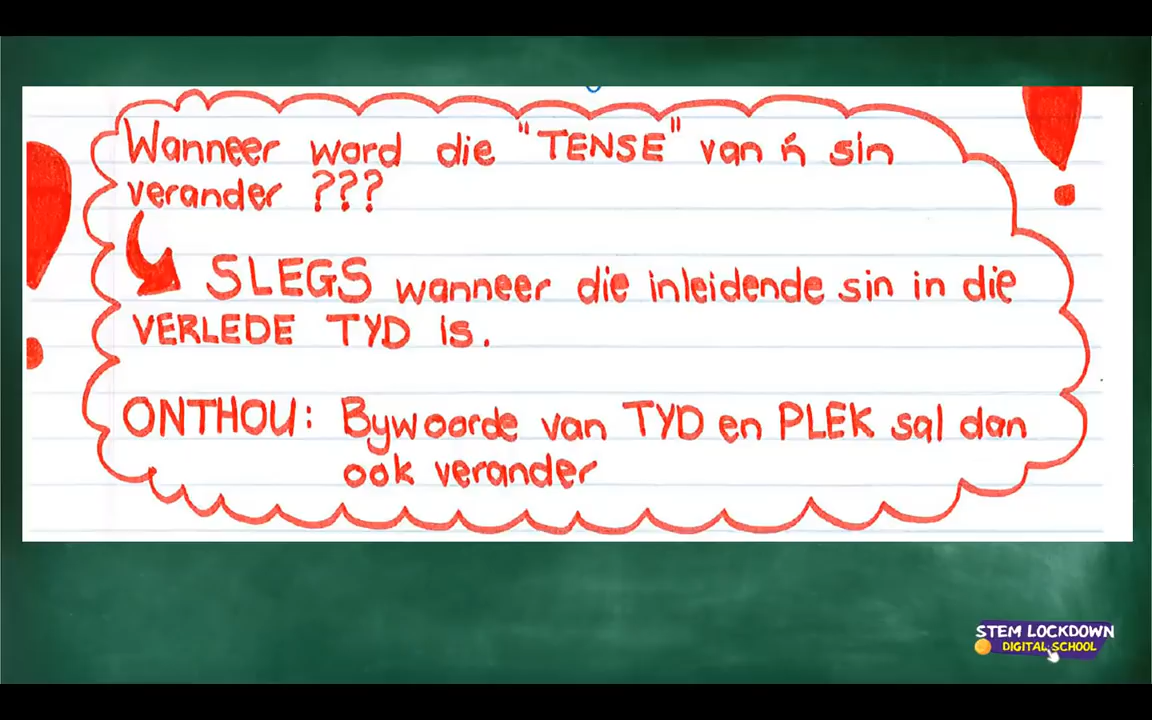 Wanneer word die "TENSE" van ń sin
verander ???
SLEGS wanneer die inleidende sin in die
VERLEDE TYD is.
ONTHOU: Bywoorde van TYD en PLEK sal dan
ook verander
STEM LOCKDOWN
DIGITAL SCHOOL